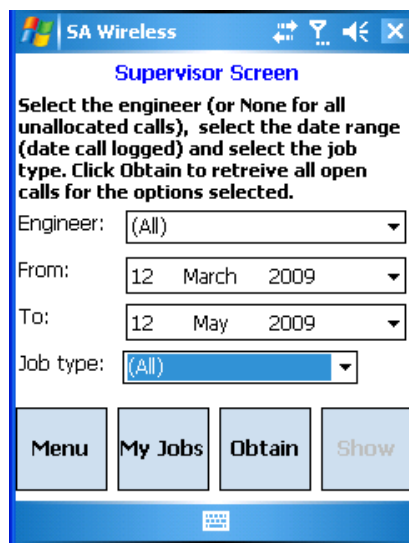 SA Wireless
Supervisor Screen
Select the engineer (or None for all
unallocated calls), select the date range
(date call logged) and select the job
type. Click Obtain to retreive all open
calls for the options selected.
Engineer: (All)
From: 12 March 2009
To: 12 May 2009
Job type: (All)
Menu My Jobs Obtain Show